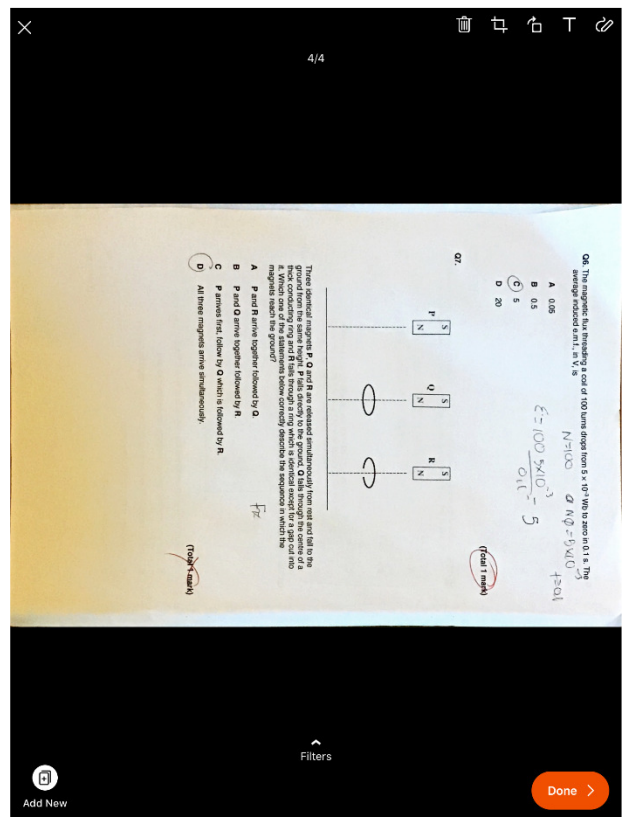 4/4
Q6. The magnetic flux threading a coil of 100 turns drops from 5 × 10⁻³ Wb to zero in 0.1 s. The
average induced e.m.f., in V, is
N=100
t=0.1
A 0.05
B 0.5
C 5
D 20
= 5
(Total 1 mark)
Q7.
P
S
N
Q
S
N
R
S
N
Three identical magnets P, Q and R are released simultaneously from rest and fall to the
ground from the same height. P falls directly to the ground. Q falls through the centre of a
thick conducting ring and R falls through a ring which is identical except for a gap cut into
it. Which one of the statements below correctly describe the sequence in which the
magnets reach the ground?
A P and R arrive together followed by Q.
B P and Q arrive together followed by R.
C P arrives first, follow by Q which is followed by R.
D All three magnets arrive simultaneously.
(Total 1 mark)
Filters
Add New
Done